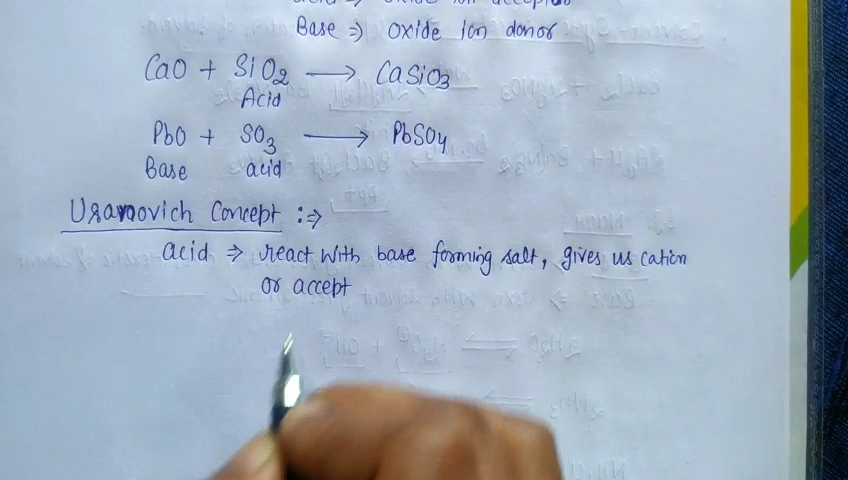 Base ⇒ oxide ion donor
CaO + SiO2 ⟶ CaSiO3
Acid
PbO + SO3 ⟶ PbSO4
Base acid
Usanovich Concept :⇒
acid ⇒ react with base forming salt, gives us cation
or accept